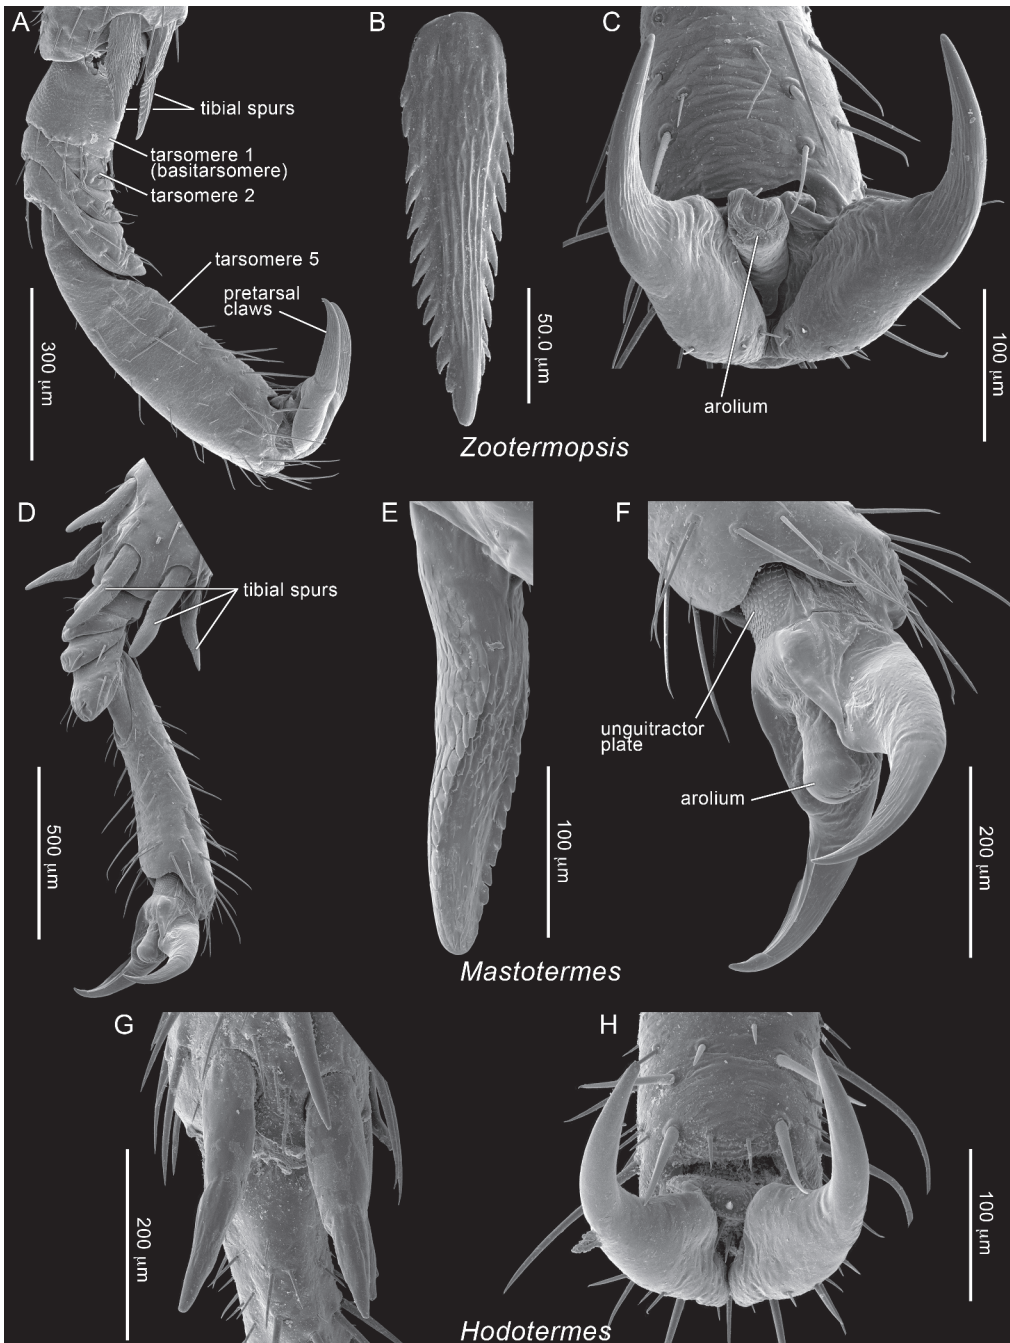 A
B
C
tibial spurs
tarsomere 1
(basitarsomere)
tarsomere 2
tarsomere 5
pretarsal
claws
300 µm
50.0 µm
100 µm
arolium
Zootermopsis
D
E
F
tibial spurs
unguitractor
plate
arolium
500 µm
100 µm
200 µm
Mastotermes
G
H
200 µm
100 µm
Hodotermes